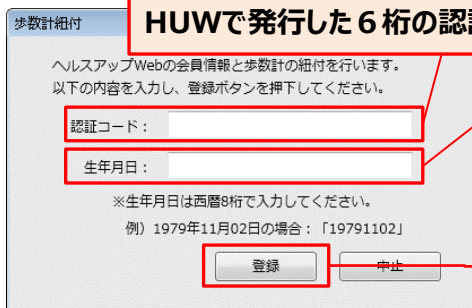 歩数計紐付
HUWで発行した6桁の認
ヘルスアップWebの会員情報と歩数計の紐付を行います。
以下の内容を入力し、登録ボタンを押下してください。
認証コード：
生年月日：
※生年月日は西暦8桁で入力してください。
例）1979年11月02日の場合：「19791102」
登録
中止